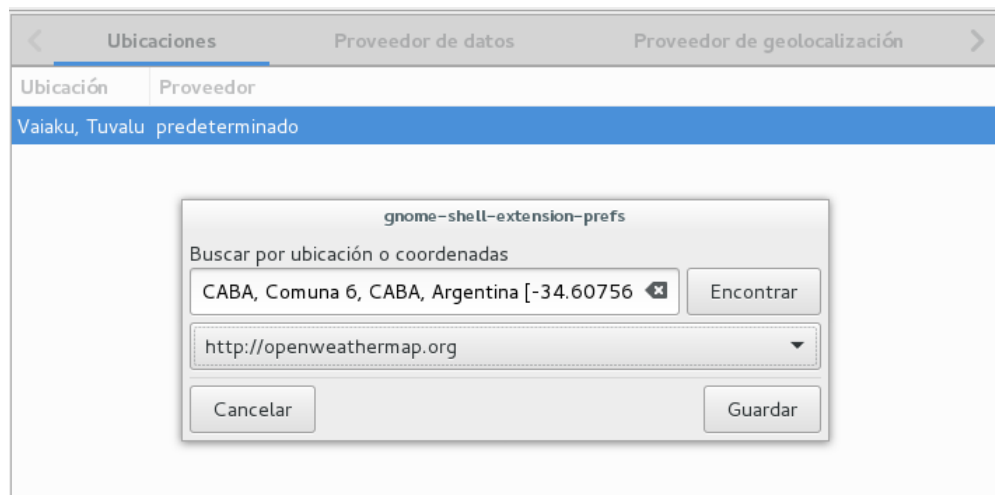 Ubicaciones Proveedor de datos Proveedor de geolocalización
Ubicación Proveedor
Vaiaku, Tuvalu predeterminado
gnome-shell-extension-prefs
Buscar por ubicación o coordenadas
CABA, Comuna 6, CABA, Argentina [-34.60756 Encontrar
http://openweathermap.org
Cancelar Guardar